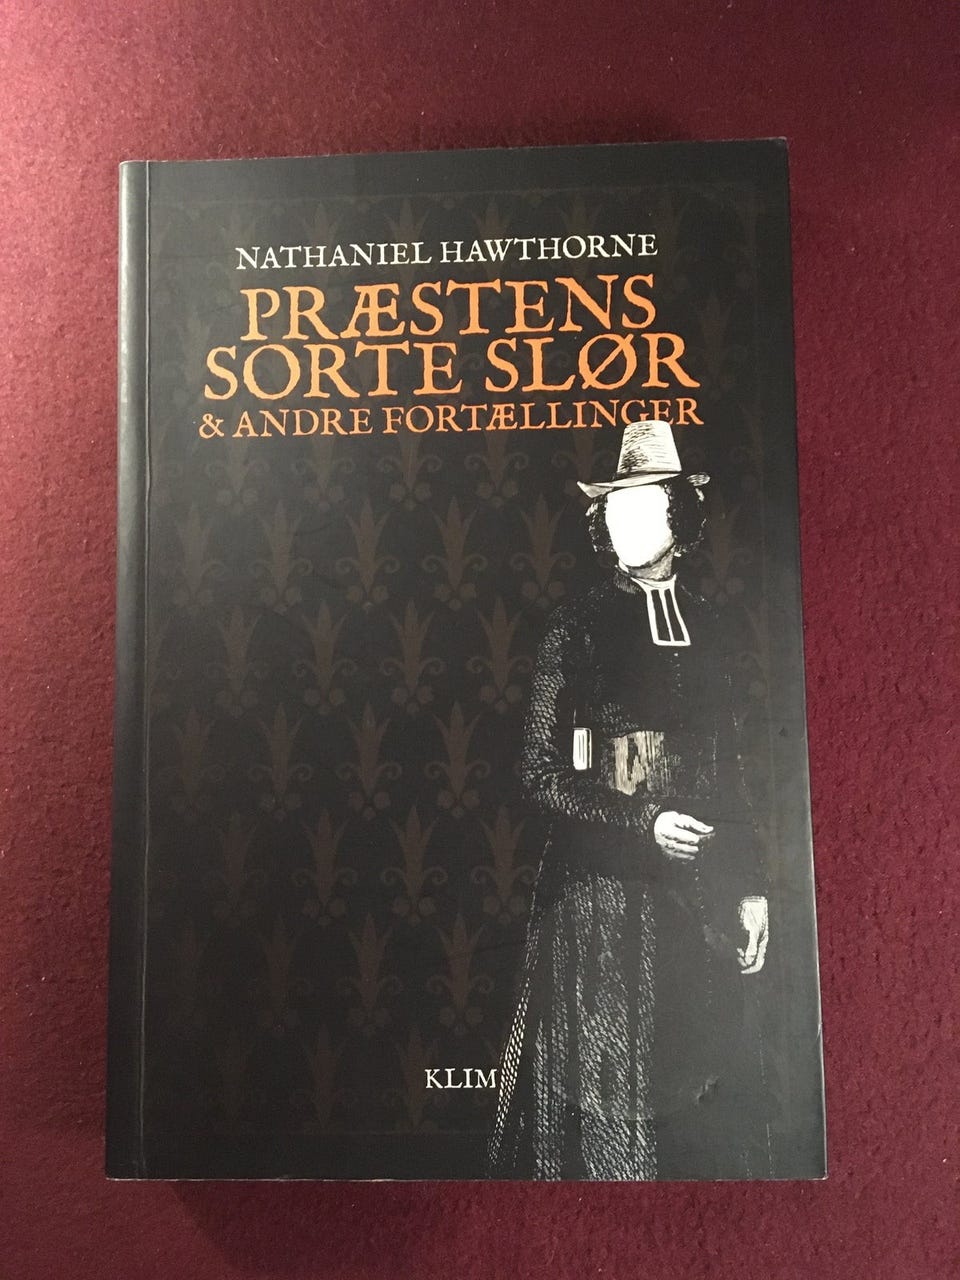 NATHANIEL HAWTHORNE
PRÆSTENS
SORTE SLØR
& ANDRE FORTÆLLINGER
KLIM